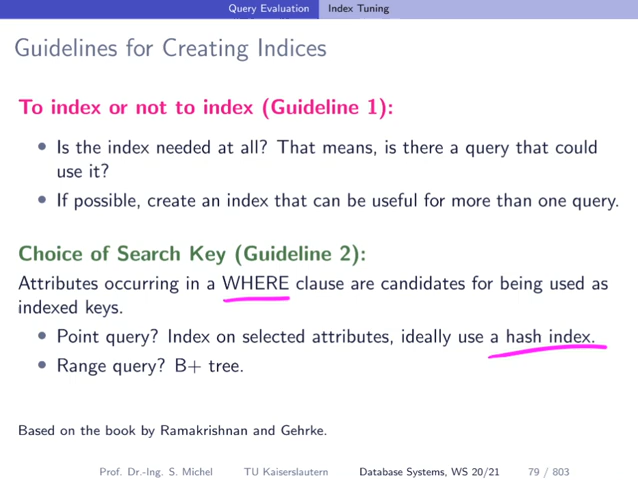 Query Evaluation Index Tuning
Guidelines for Creating Indices
To index or not to index (Guideline 1):
• Is the index needed at all? That means, is there a query that could
use it?
• If possible, create an index that can be useful for more than one query.
Choice of Search Key (Guideline 2):
Attributes occurring in a WHERE clause are candidates for being used as
indexed keys.
• Point query? Index on selected attributes, ideally use a hash index.
• Range query? B+ tree.
Based on the book by Ramakrishnan and Gehrke.
Prof. Dr.-Ing. S. Michel TU Kaiserslautern Database Systems, WS 20/21 79 / 803